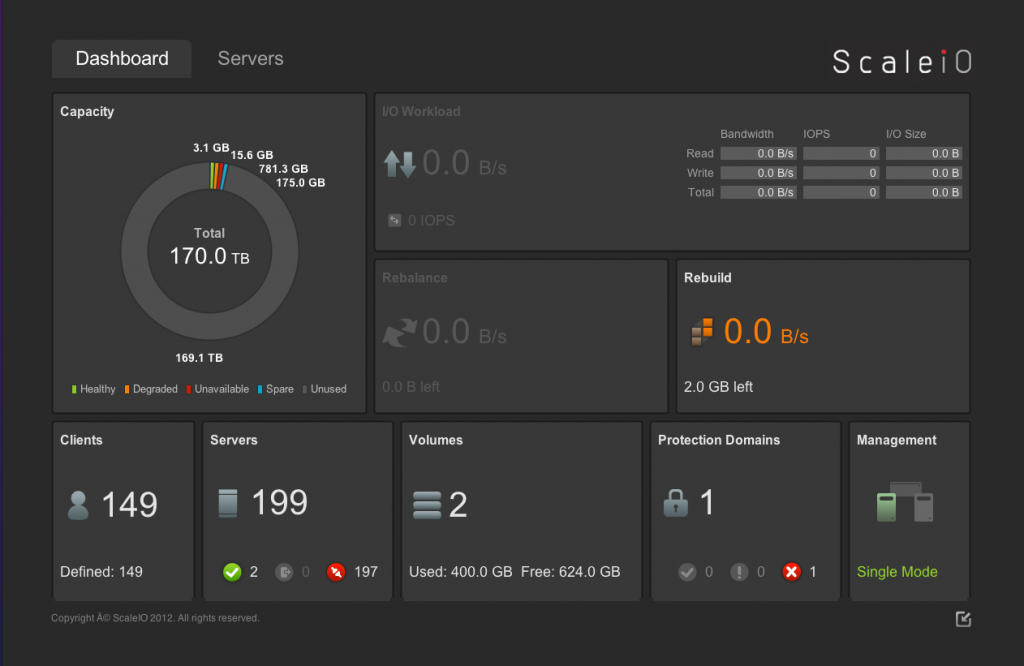 Dashboard
Servers
ScaleiO
Capacity
3.1 GB
15.6 GB
781.3 GB
175.0 GB
Total
170.0 TB
169.1 TB
Healthy Degraded Unavailable Spare Unused
I/O Workload
0.0 B/s
0 IOPS
Bandwidth IOPS I/O Size
Read 0.0 B/s 0 0.0 B
Write 0.0 B/s 0 0.0 B
Total 0.0 B/s 0 0.0 B
Rebalance
0.0 B/s
0.0 B left
Rebuild
0.0 B/s
2.0 GB left
Clients
149
Defined: 149
Servers
199
2 0 197
Volumes
2
Used: 400.0 GB Free: 624.0 GB
Protection Domains
1
0 0 1
Management
Single Mode
Copyright Â© ScaleIO 2012. All rights reserved.